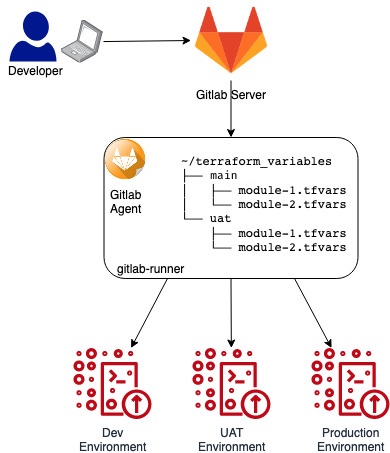 Developer
Gitlab Server
~/terraform_variables
├── main
│   ├── module-1.tfvars
│   └── module-2.tfvars
└── uat
├── module-1.tfvars
└── module-2.tfvars
Gitlab
Agent
gitlab-runner
Dev
Environment
UAT
Environment
Production
Environment